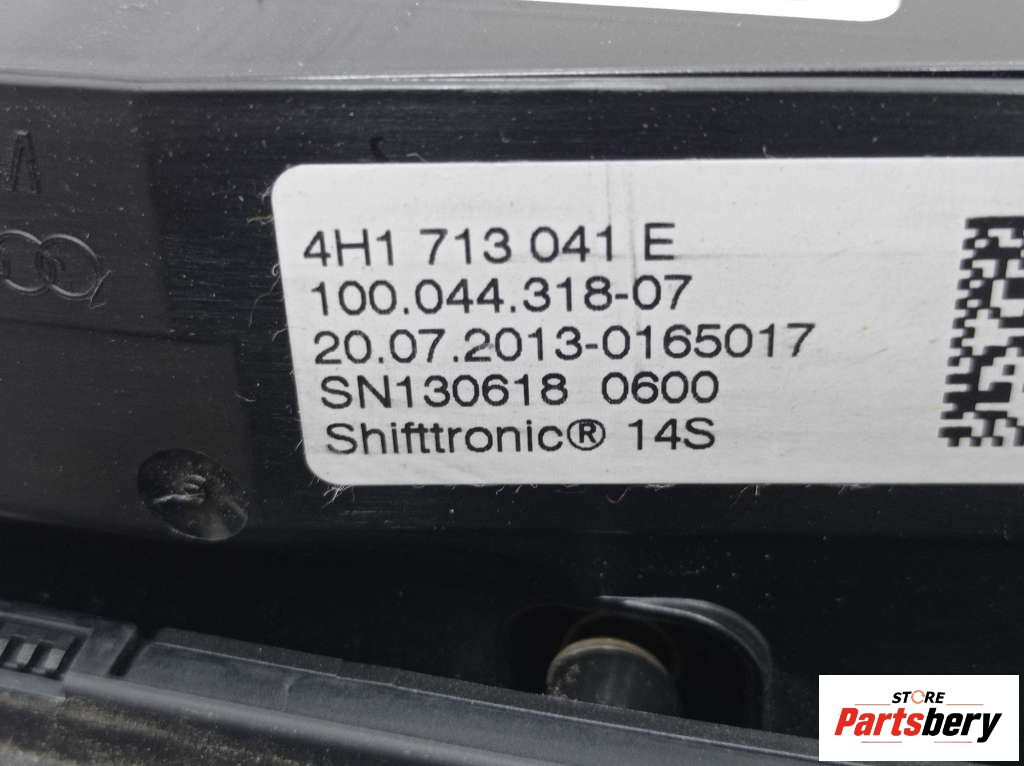 4H1 713 041 E
100.044.318-07
20.07.2013-0165017
SN130618 0600
Shifttronic® 14S
STORE
Partsbery